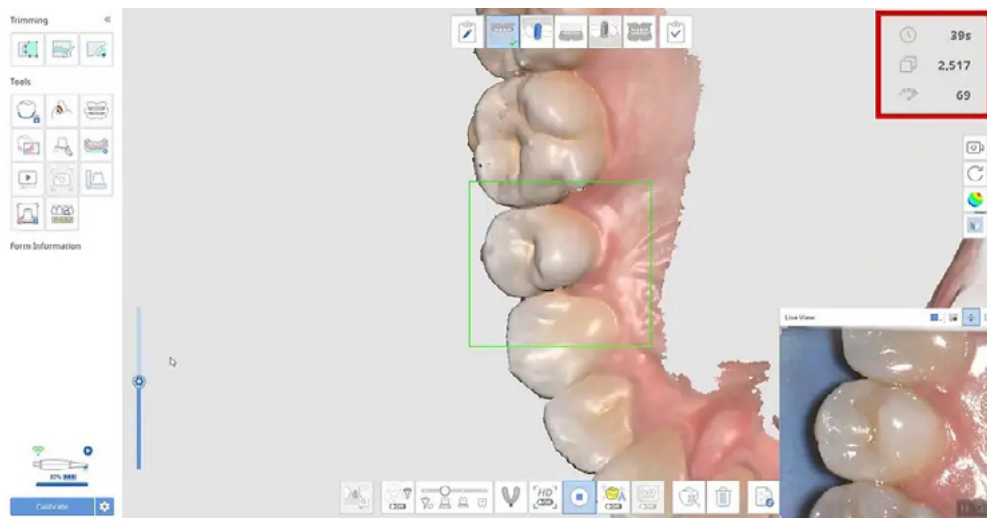 Trimming
Tools
Form Information
Calibrate
39s
2,517
69
Live View
HD